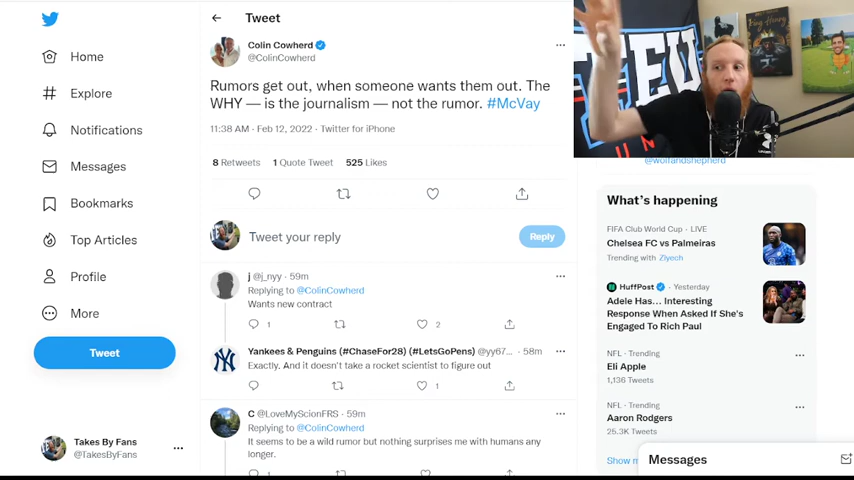 Tweet
Home
Explore
Notifications
Messages
Bookmarks
Top Articles
Profile
More
Tweet
Takes By Fans
@TakesByFans
Colin Cowherd
@ColinCowherd
Rumors get out, when someone wants them out. The
WHY — is the journalism — not the rumor. #McVay
11:38 AM · Feb 12, 2022 · Twitter for iPhone
8 Retweets 1 Quote Tweet 525 Likes
Tweet your reply
Reply
j @j_nyy · 59m
Replying to @ColinCowherd
Wants new contract
1 2
Yankees & Penguins (#ChaseFor28) (#LetsGoPens) @yy67... · 58m
Exactly. And it doesn't take a rocket scientist to figure out
1
C @LoveMyScionFRS · 59m
Replying to @ColinCowherd
It seems to be a wild rumor but nothing surprises me with humans any
longer.
@wolfandshepherd
What's happening
FIFA Club World Cup · LIVE
Chelsea FC vs Palmeiras
Trending with Ziyech
HuffPost · Yesterday
Adele Has... Interesting
Response When Asked If She's
Engaged To Rich Paul
NFL · Trending
Eli Apple
1,136 Tweets
NFL · Trending
Aaron Rodgers
25.3K Tweets
Show
Messages